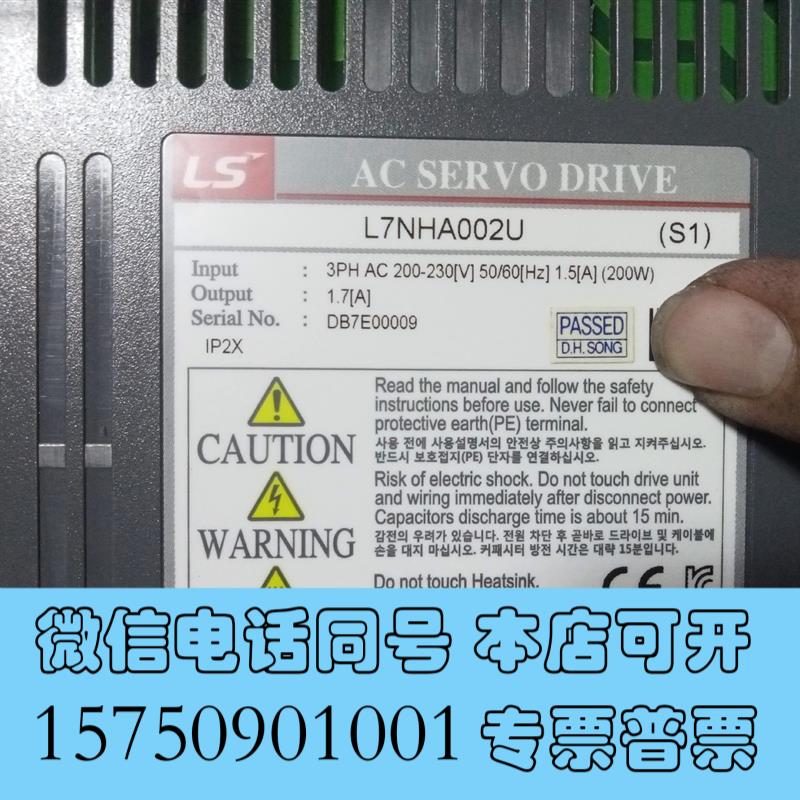 LS AC SERVO DRIVE
L7NHA002U (S1)
Input : 3PH AC 200-230[V] 50/60[Hz] 1.5[A] (200W)
Output : 1.7[A]
Serial No. : DB7E00009
IP2X
PASSED
D.H.SONG
CAUTION
Read the manual and follow the safety
instructions before use. Never fail to connect
protective earth(PE) terminal.
사용 전에 사용설명서의 안전상 주의사항을 읽고 지켜주십시오.
반드시 보호접지(PE) 단자를 연결하십시오.
WARNING
Risk of electric shock. Do not touch drive unit
and wiring immediately after disconnect power.
Capacitors discharge time is about 15 min.
감전의 우려가 있습니다. 전원 차단 후 곧바로 드라이브 및 케이블에
손을 대지 마십시오. 커패시터 방전 시간은 대략 15분입니다.
Do not touch Heatsink.
CE
微信电话同号 本店可开
15750901001 专票普票